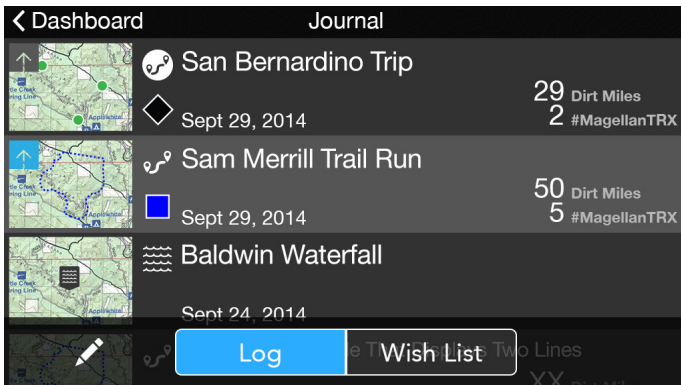 Dashboard
Journal
San Bernardino Trip
29 Dirt Miles
Sept 29, 2014
2 #MagellanTRX
Sam Merrill Trail Run
50 Dirt Miles
Sept 29, 2014
5 #MagellanTRX
Baldwin Waterfall
Sept 24, 2014
Log
Wish List
Two Lines
XX